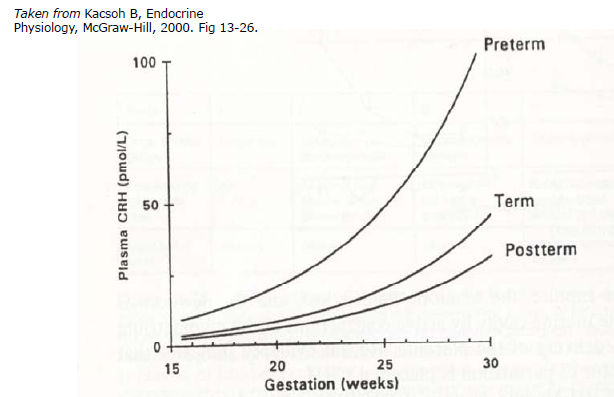 Taken from Kacsoh B, Endocrine
Physiology, McGraw-Hill, 2000. Fig 13-26.
Preterm
100
Plasma CRH (pmol/L)
50
Term
Postterm
0
15
20
25
30
Gestation (weeks)